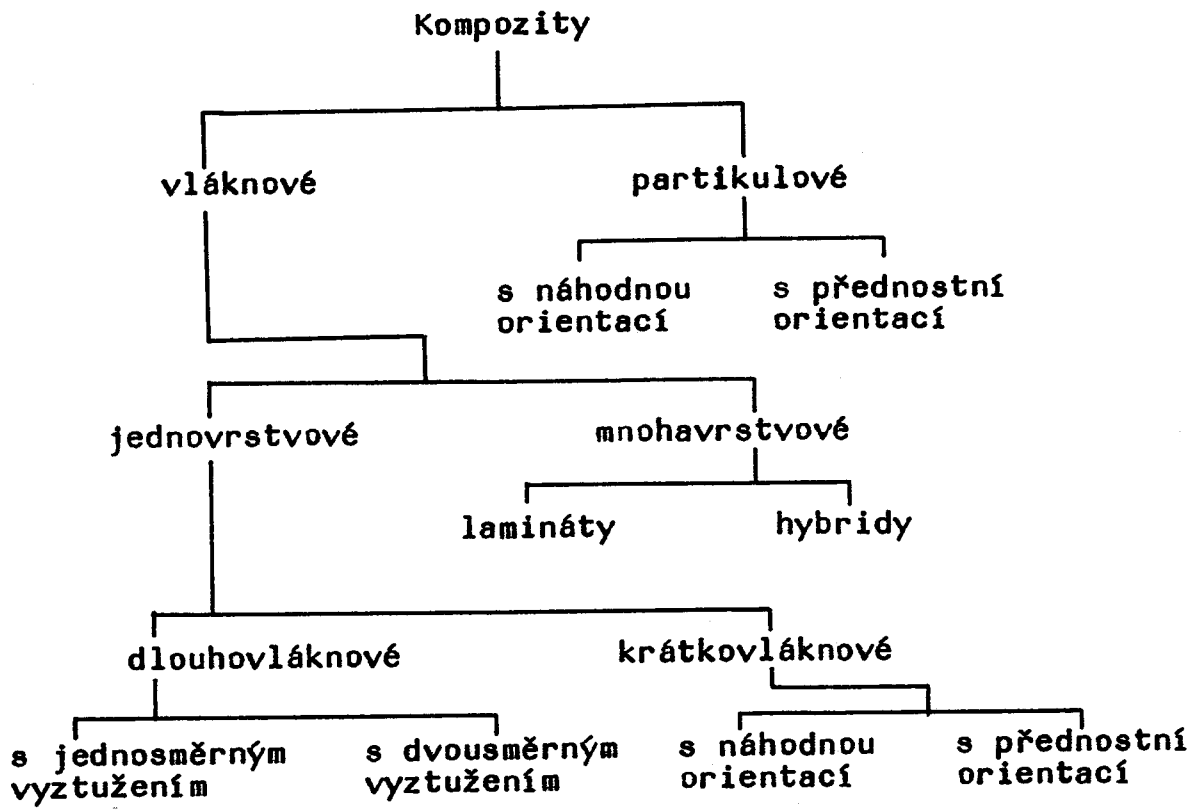 Kompozity
vláknové
partikulové
s náhodnou
orientací
s přednostní
orientací
jednovrstvové
mnohavrstvové
lamináty
hybridy
dlouhovláknové
krátkovláknové
s jednosměrným
vyztužením
s dvousměrným
vyztužením
s náhodnou
orientací
s přednostní
orientací